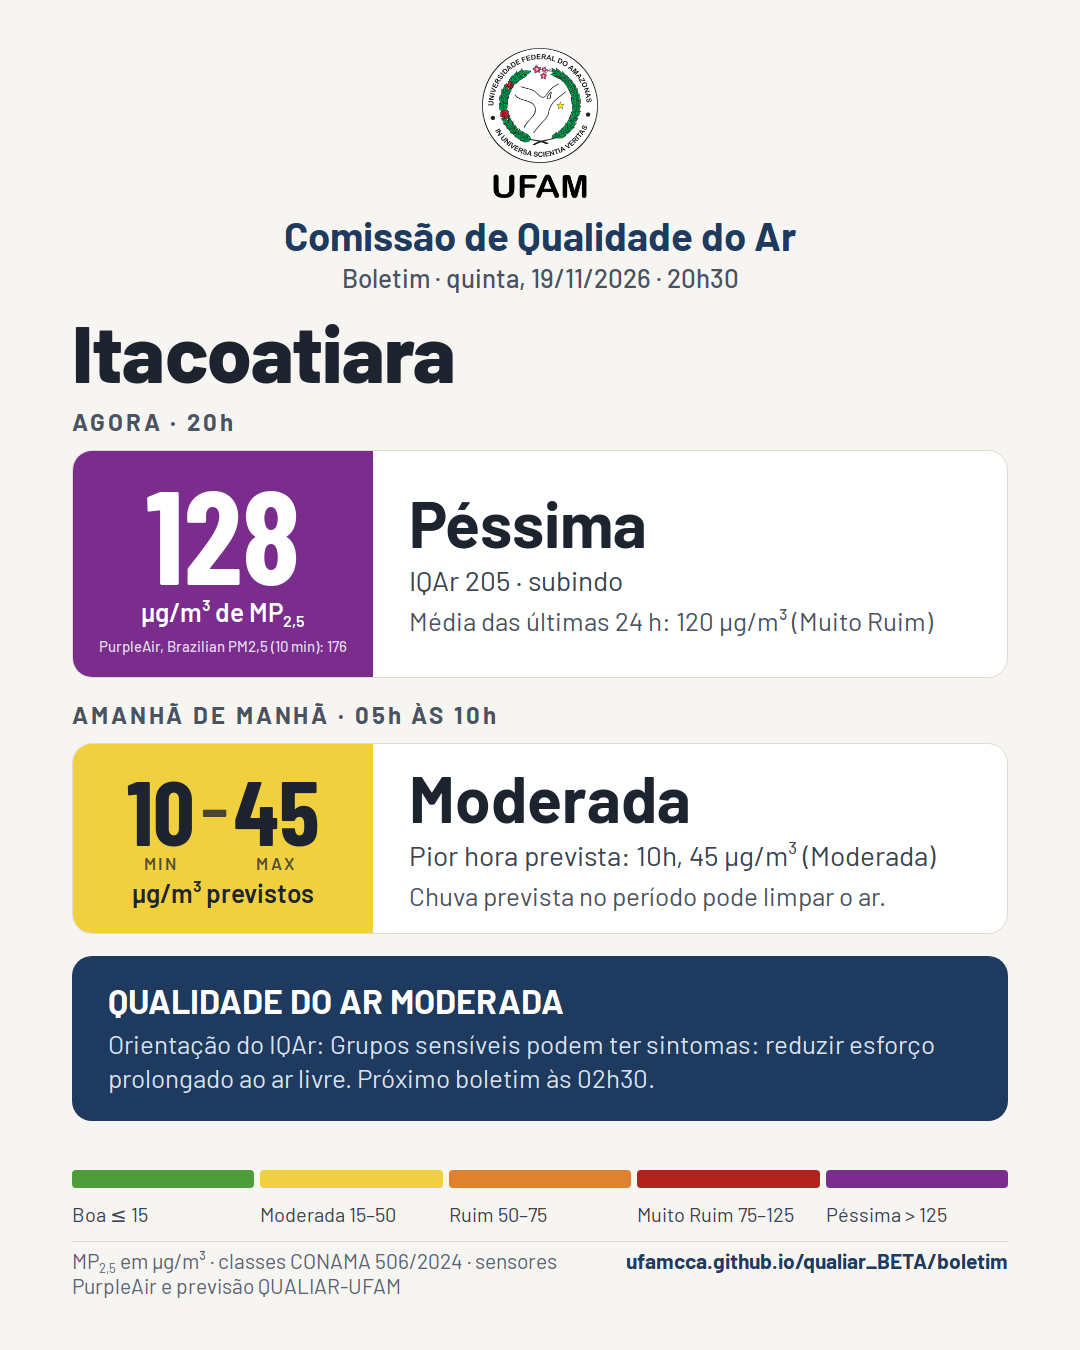 UNIVERSIDADE FEDERAL DO AMAZONAS
IN UNIVERSA SCIENTIA VERITAS
UFAM
Comissão de Qualidade do Ar
Boletim · quinta, 19/11/2026 · 20h30
Itacoatiara
AGORA · 20h
128
µg/m³ de MP2,5
PurpleAir, Brazilian PM2,5 (10 min): 176
Péssima
IQAr 205 · subindo
Média das últimas 24 h: 120 µg/m³ (Muito Ruim)
AMANHÃ DE MANHÃ · 05h ÀS 10h
10–45
MIN MAX
µg/m³ previstos
Moderada
Pior hora prevista: 10h, 45 µg/m³ (Moderada)
Chuva prevista no período pode limpar o ar.
QUALIDADE DO AR MODERADA
Orientação do IQAr: Grupos sensíveis podem ter sintomas: reduzir esforço
prolongado ao ar livre. Próximo boletim às 02h30.
Boa ≤ 15
Moderada 15–50
Ruim 50–75
Muito Ruim 75–125
Péssima > 125
MP2,5 em µg/m³ · classes CONAMA 506/2024 · sensores
PurpleAir e previsão QUALIAR-UFAM
ufamcca.github.io/qualiar_BETA/boletim